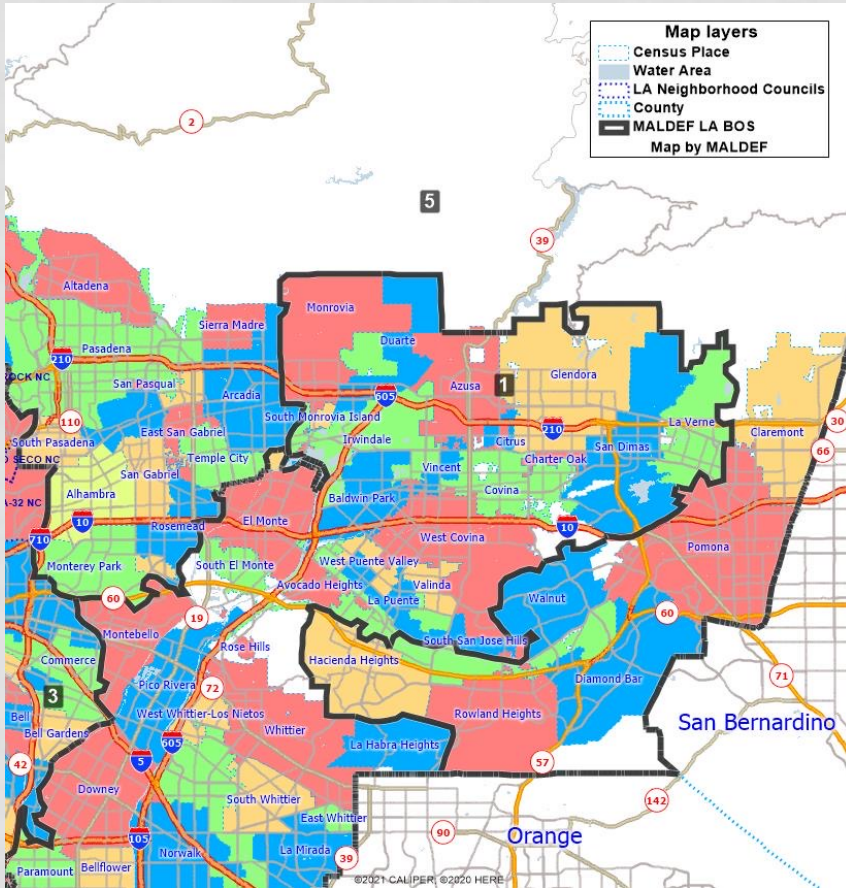 Map layers
Census Place
Water Area
LA Neighborhood Councils
County
MALDEF LA BOS
Map by MALDEF
2
5
39
Altadena
Monrovia
Sierra Madre
Duarte
Pasadena
210
ROCK NC
San Pasqual
Arcadia
Azusa
1
Glendora
605
110
South Monrovia Island
La Verne
30
South Pasadena
East San Gabriel
Irwindale
Citrus
210
Claremont
66
O SECO NC
Temple City
San Dimas
San Gabriel
Vincent
Charter Oak
A-32 NC
Alhambra
Covina
Baldwin Park
10
Rosemead
El Monte
10
710
West Covina
Pomona
Monterey Park
South El Monte
West Puente Valley
Avocado Heights
Valinda
60
La Puente
Walnut
60
19
Montebello
Rose Hills
South San Jose Hills
Commerce
Hacienda Heights
71
3
Pico Rivera
72
Diamond Bar
Bell
West Whittier-Los Nietos
Rowland Heights
Bell Gardens
Whittier
San Bernardino
605
La Habra Heights
42
5
57
Downey
142
South Whittier
East Whittier
105
90
Orange
Norwalk
La Mirada
39
Paramount
Bellflower
©2021 CALIPER, ©2020 HERE